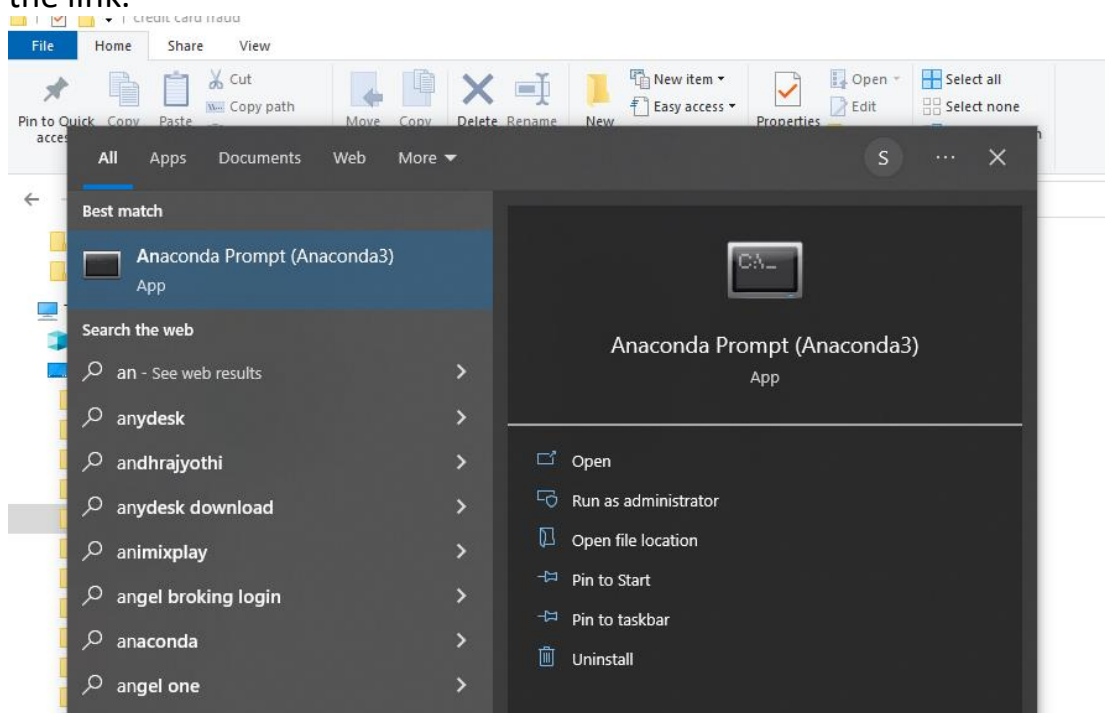 the link.
credit card fraud
File Home Share View
Cut
Copy path
New item
Easy access
Open
Edit
Select all
Select none
Pin to Quick Copy Paste Move Copy Delete Rename New Properties
All Apps Documents Web More S ... X
Best match
Anaconda Prompt (Anaconda3)
App
Search the web
an - See web results
anydesk
andhrajyothi
anydesk download
animixplay
angel broking login
anaconda
angel one
C:\_
Anaconda Prompt (Anaconda3)
App
Open
Run as administrator
Open file location
Pin to Start
Pin to taskbar
Uninstall